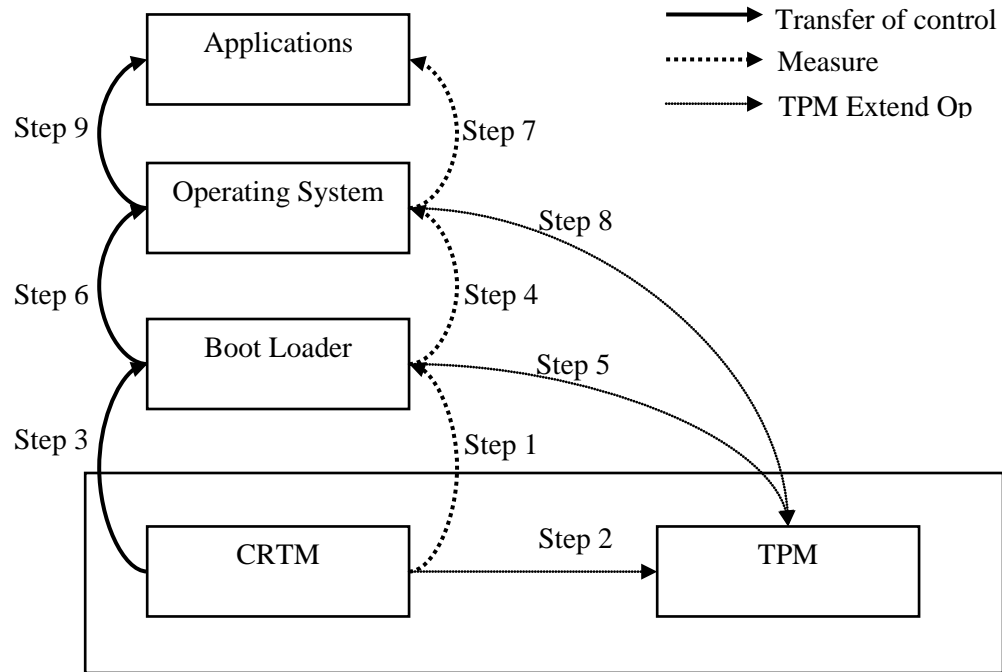 Applications
Transfer of control
Measure
TPM Extend Op
Step 9
Step 7
Operating System
Step 8
Step 6
Step 4
Boot Loader
Step 5
Step 3
Step 1
CRTM
Step 2
TPM